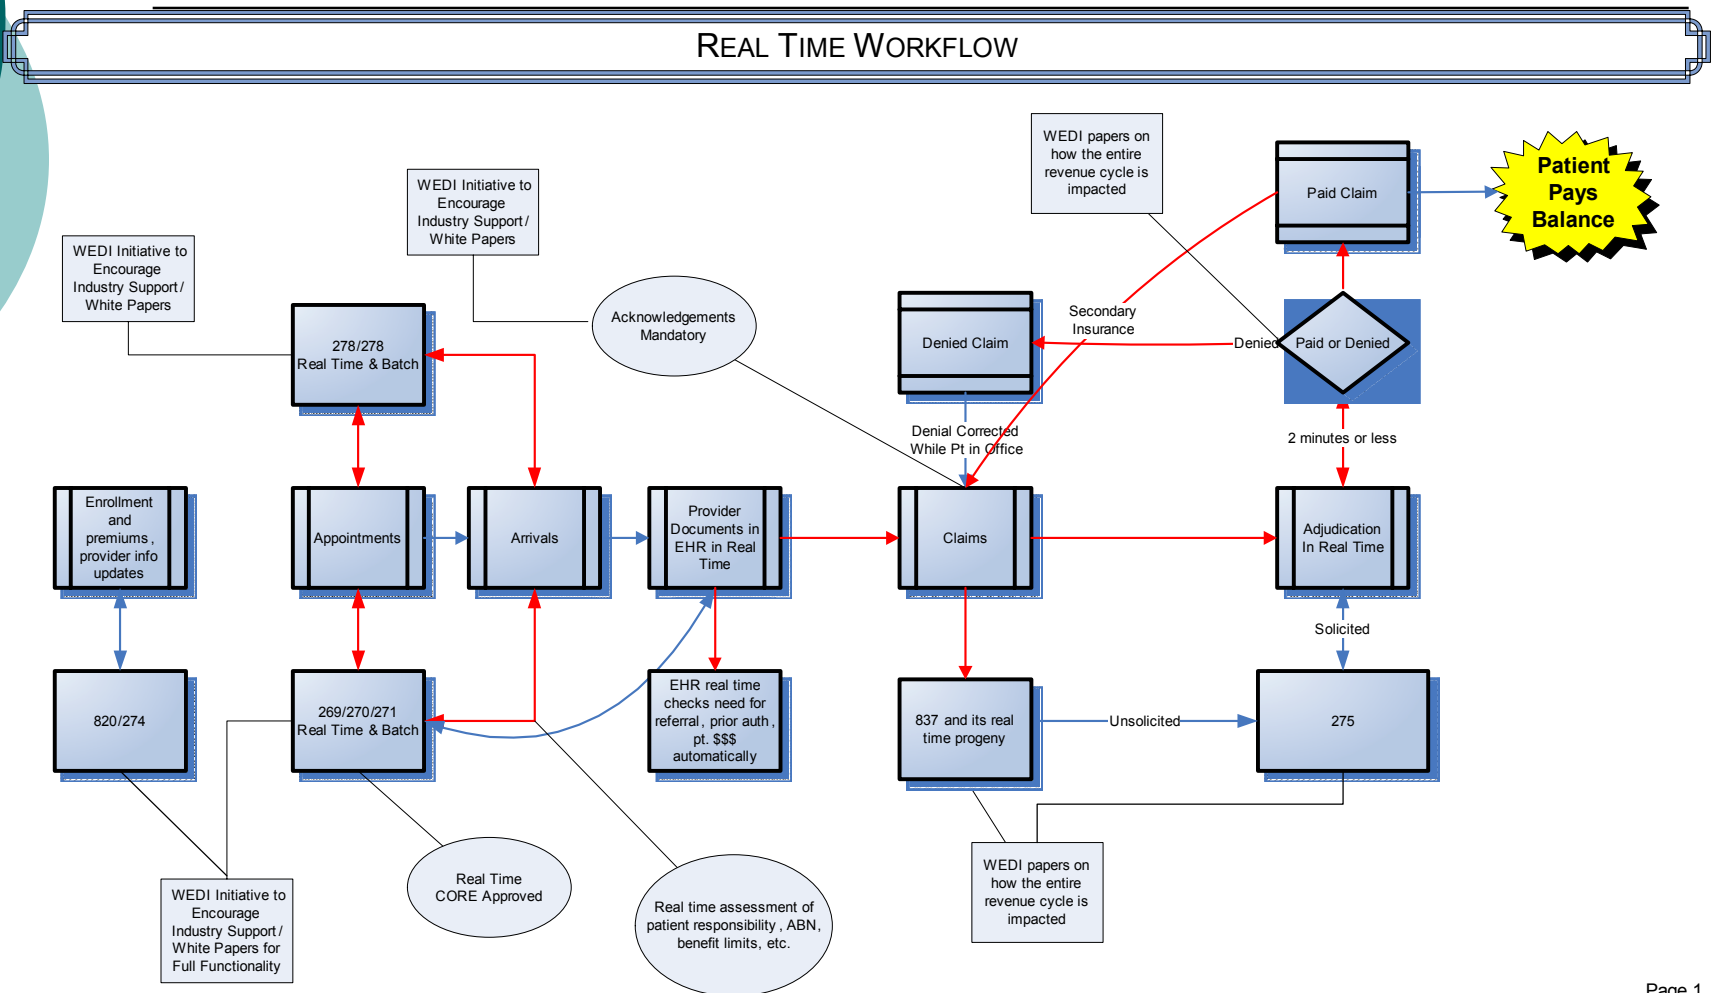 REAL TIME WORKFLOW
WEDI papers on
how the entire
revenue cycle is
impacted
Paid Claim
Patient
Pays
Balance
WEDI Initiative to
Encourage
Industry Support/
White Papers
WEDI Initiative to
Encourage
Industry Support/
White Papers
278/278
Real Time & Batch
Acknowledgements
Mandatory
Denied Claim
Secondary
Insurance
Denied
Paid or Denied
Denial Corrected
While Pt in Office
2 minutes or less
Enrollment
and
premiums,
provider info
updates
Appointments
Arrivals
Provider
Documents in
EHR in Real
Time
Claims
Adjudication
In Real Time
Solicited
820/274
269/270/271
Real Time & Batch
EHR real time
checks need for
referral, prior auth,
pt. $$$
automatically
837 and its real
time progeny
Unsolicited
275
WEDI Initiative to
Encourage
Industry Support/
White Papers for
Full Functionality
Real Time
CORE Approved
Real time assessment of
patient responsibility, ABN,
benefit limits, etc.
WEDI papers on
how the entire
revenue cycle is
impacted
Page 1